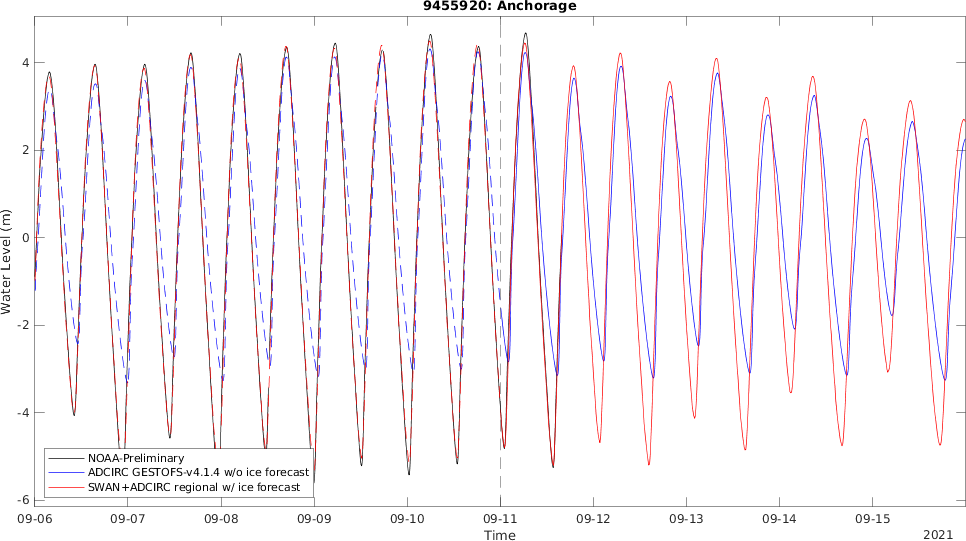 9455920: Anchorage
Water Level (m)
4
2
0
-2
-4
-6
NOAA-Preliminary
ADCIRC GESTOFS-v4.1.4 w/o ice forecast
SWAN+ADCIRC regional w/ ice forecast
09-06 09-07 09-08 09-09 09-10 09-11 09-12 09-13 09-14 09-15
Time
2021